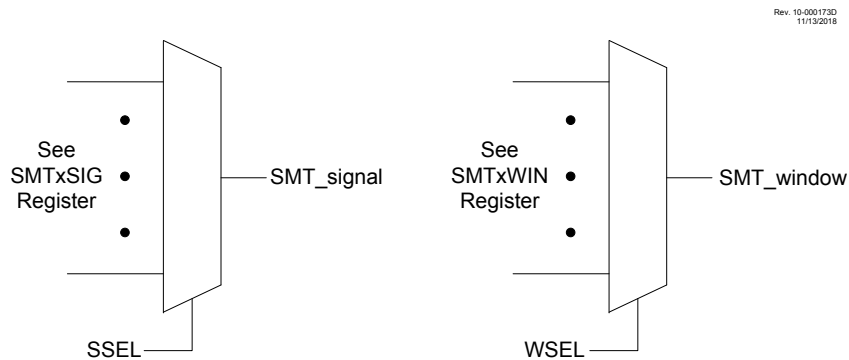 Rev. 10-000173D
11/13/2018
See
SMTxSIG
Register
SMT_signal
SSEL
See
SMTxWIN
Register
SMT_window
WSEL